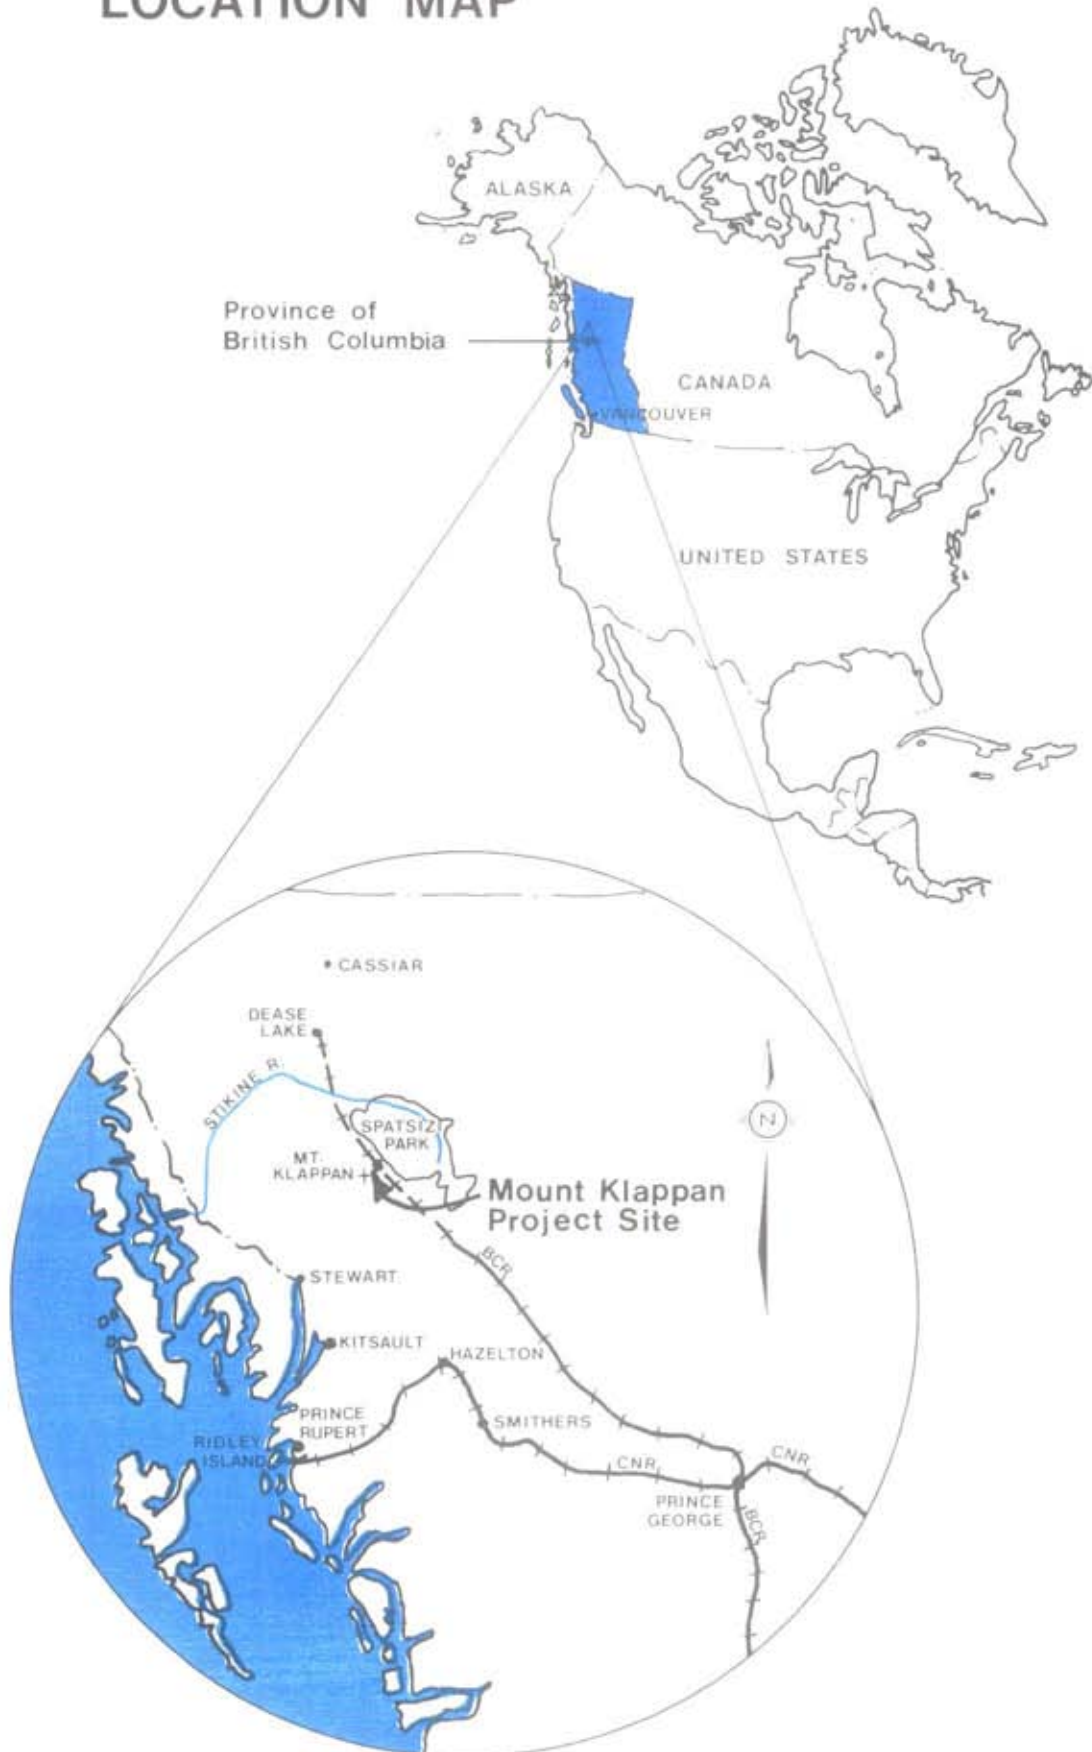 LOCATION MAP
ALASKA
Province of
British Columbia
CANADA
VANCOUVER
UNITED STATES
CASSIAR
DEASE
LAKE
STIKINE R.
SPATSIZI
PARK
MT.
KLAPPAN
Mount Klappan
Project Site
N
BCR
STEWART
KITSAULT
HAZELTON
PRINCE
RUPERT
SMITHERS
RIDLEY
ISLAND
CNR
CNR
PRINCE
GEORGE
BCR